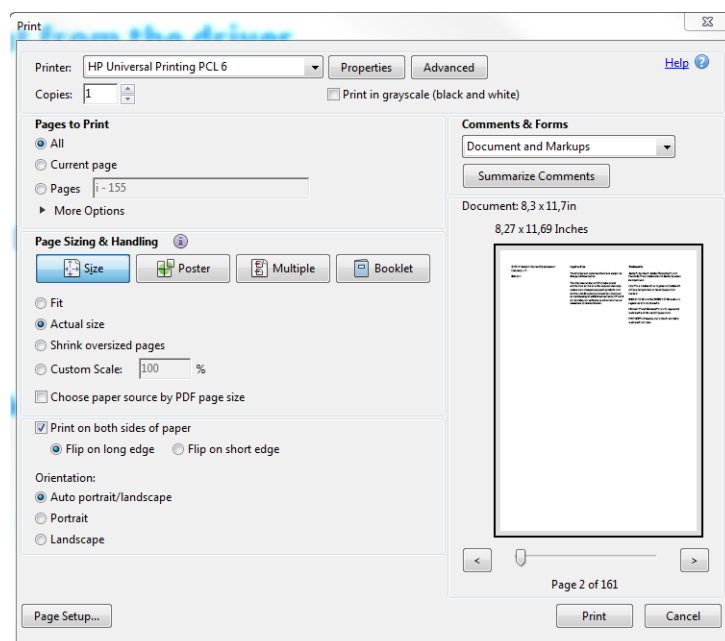 Print
from the driver
Printer: HP Universal Printing PCL 6 Properties Advanced Help
Copies: 1 Print in grayscale (black and white)
Pages to Print
All
Current page
Pages i - 155
More Options
Page Sizing & Handling
Size Poster Multiple Booklet
Fit
Actual size
Shrink oversized pages
Custom Scale: 100 %
Choose paper source by PDF page size
Print on both sides of paper
Flip on long edge Flip on short edge
Orientation:
Auto portrait/landscape
Portrait
Landscape
Comments & Forms
Document and Markups
Summarize Comments
Document: 8,3 x 11,7in
8,27 x 11,69 Inches
< >
Page 2 of 161
Page Setup... Print Cancel